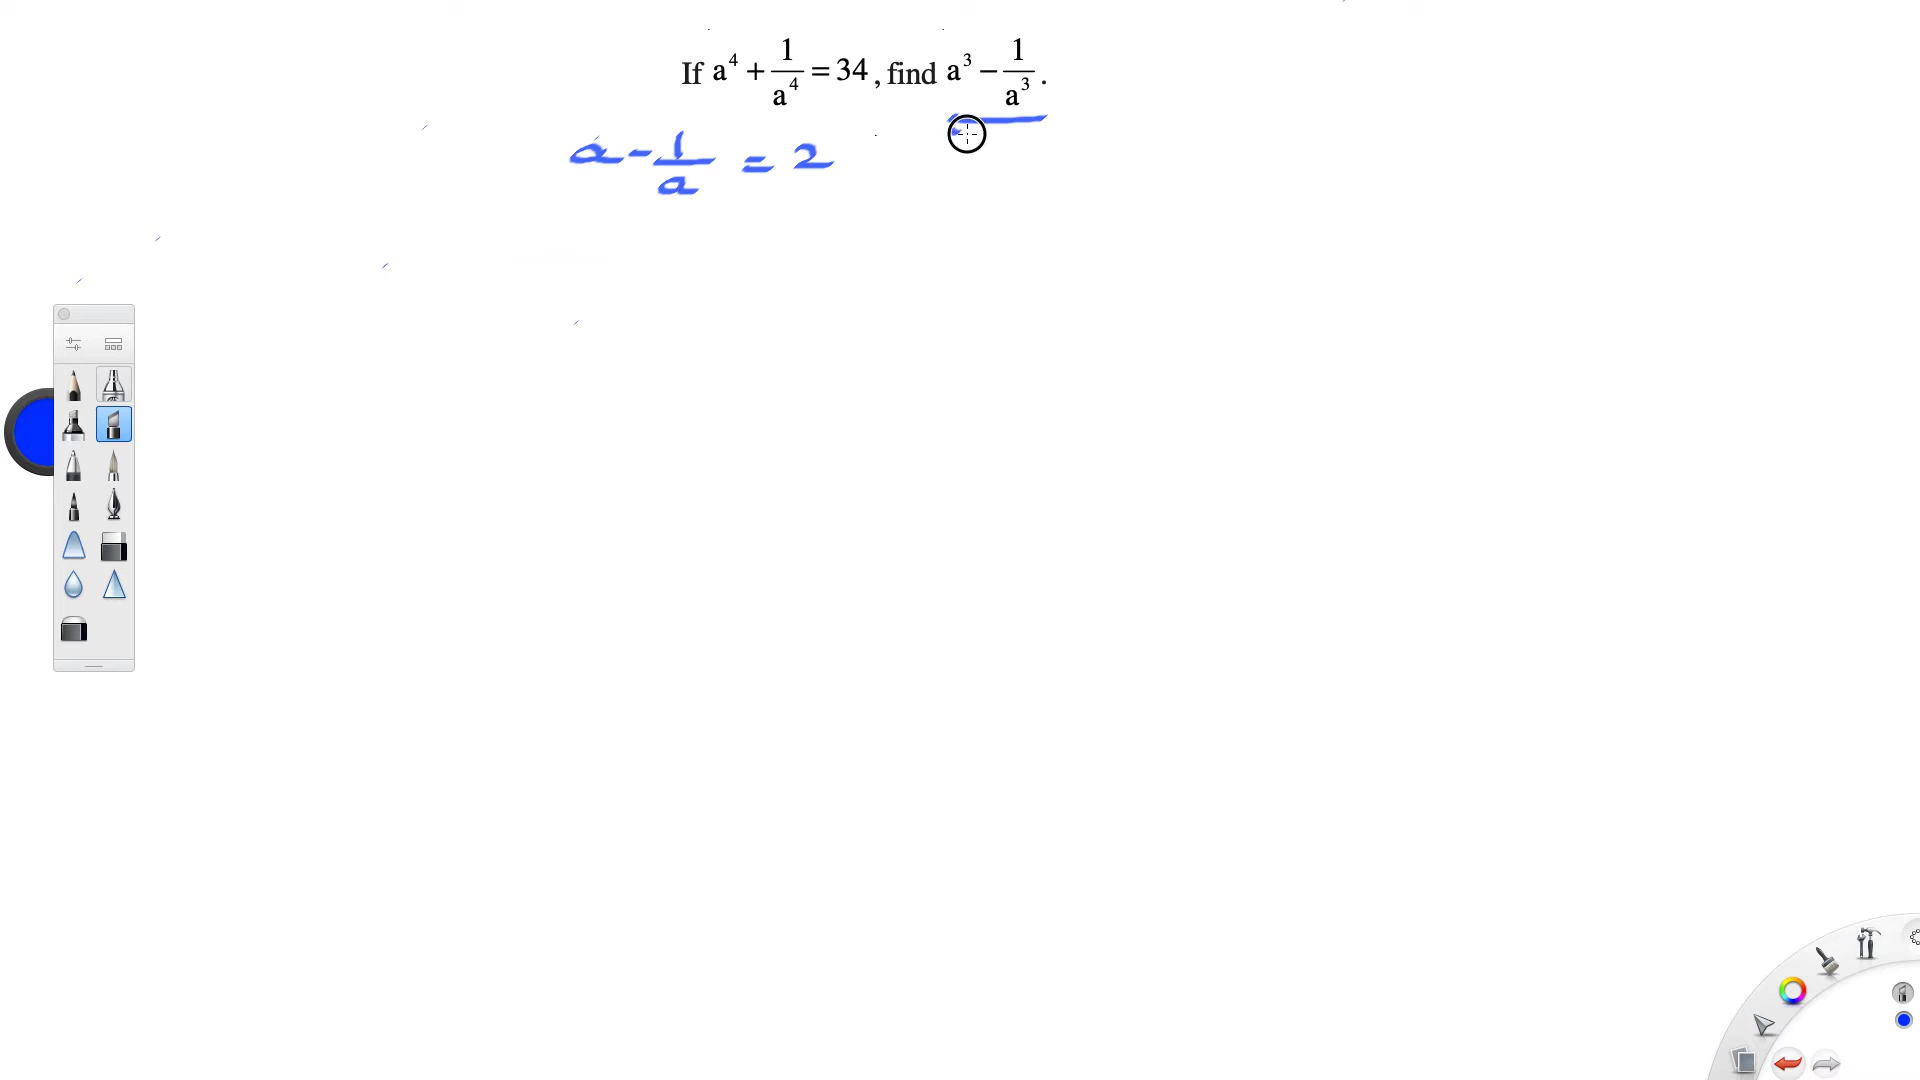 If a⁴ + 1/a⁴ = 34, find a³ − 1/a³.
a - 1/a = 2